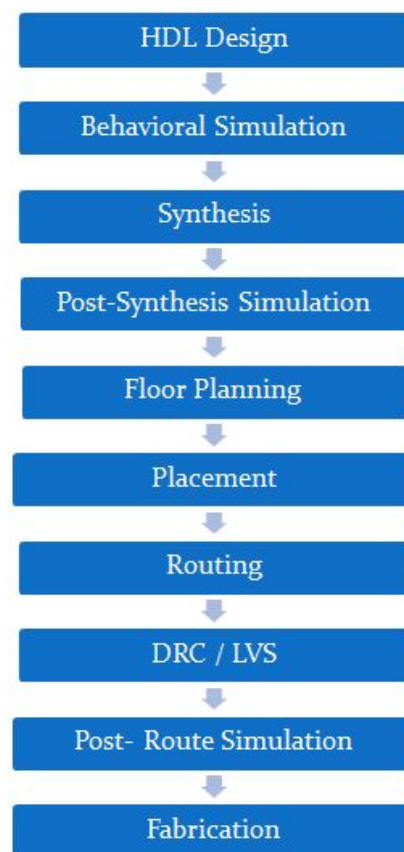 HDL Design
Behavioral Simulation
Synthesis
Post-Synthesis Simulation
Floor Planning
Placement
Routing
DRC / LVS
Post- Route Simulation
Fabrication